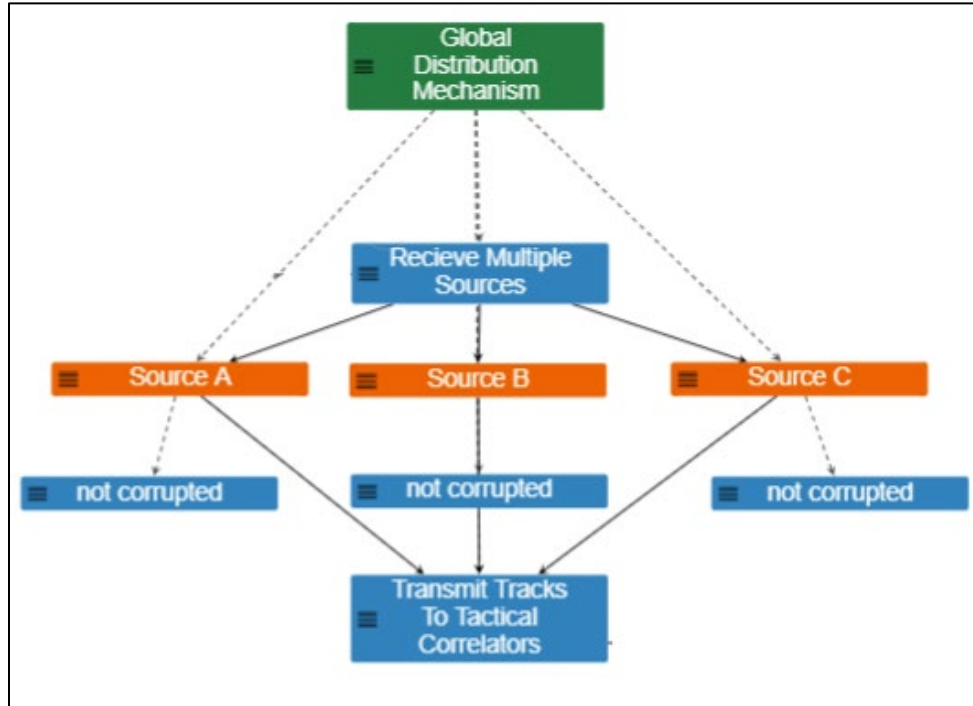 Global
Distribution
Mechanism
Recieve Multiple
Sources
Source A
Source B
Source C
not corrupted
not corrupted
not corrupted
Transmit Tracks
To Tactical
Correlators